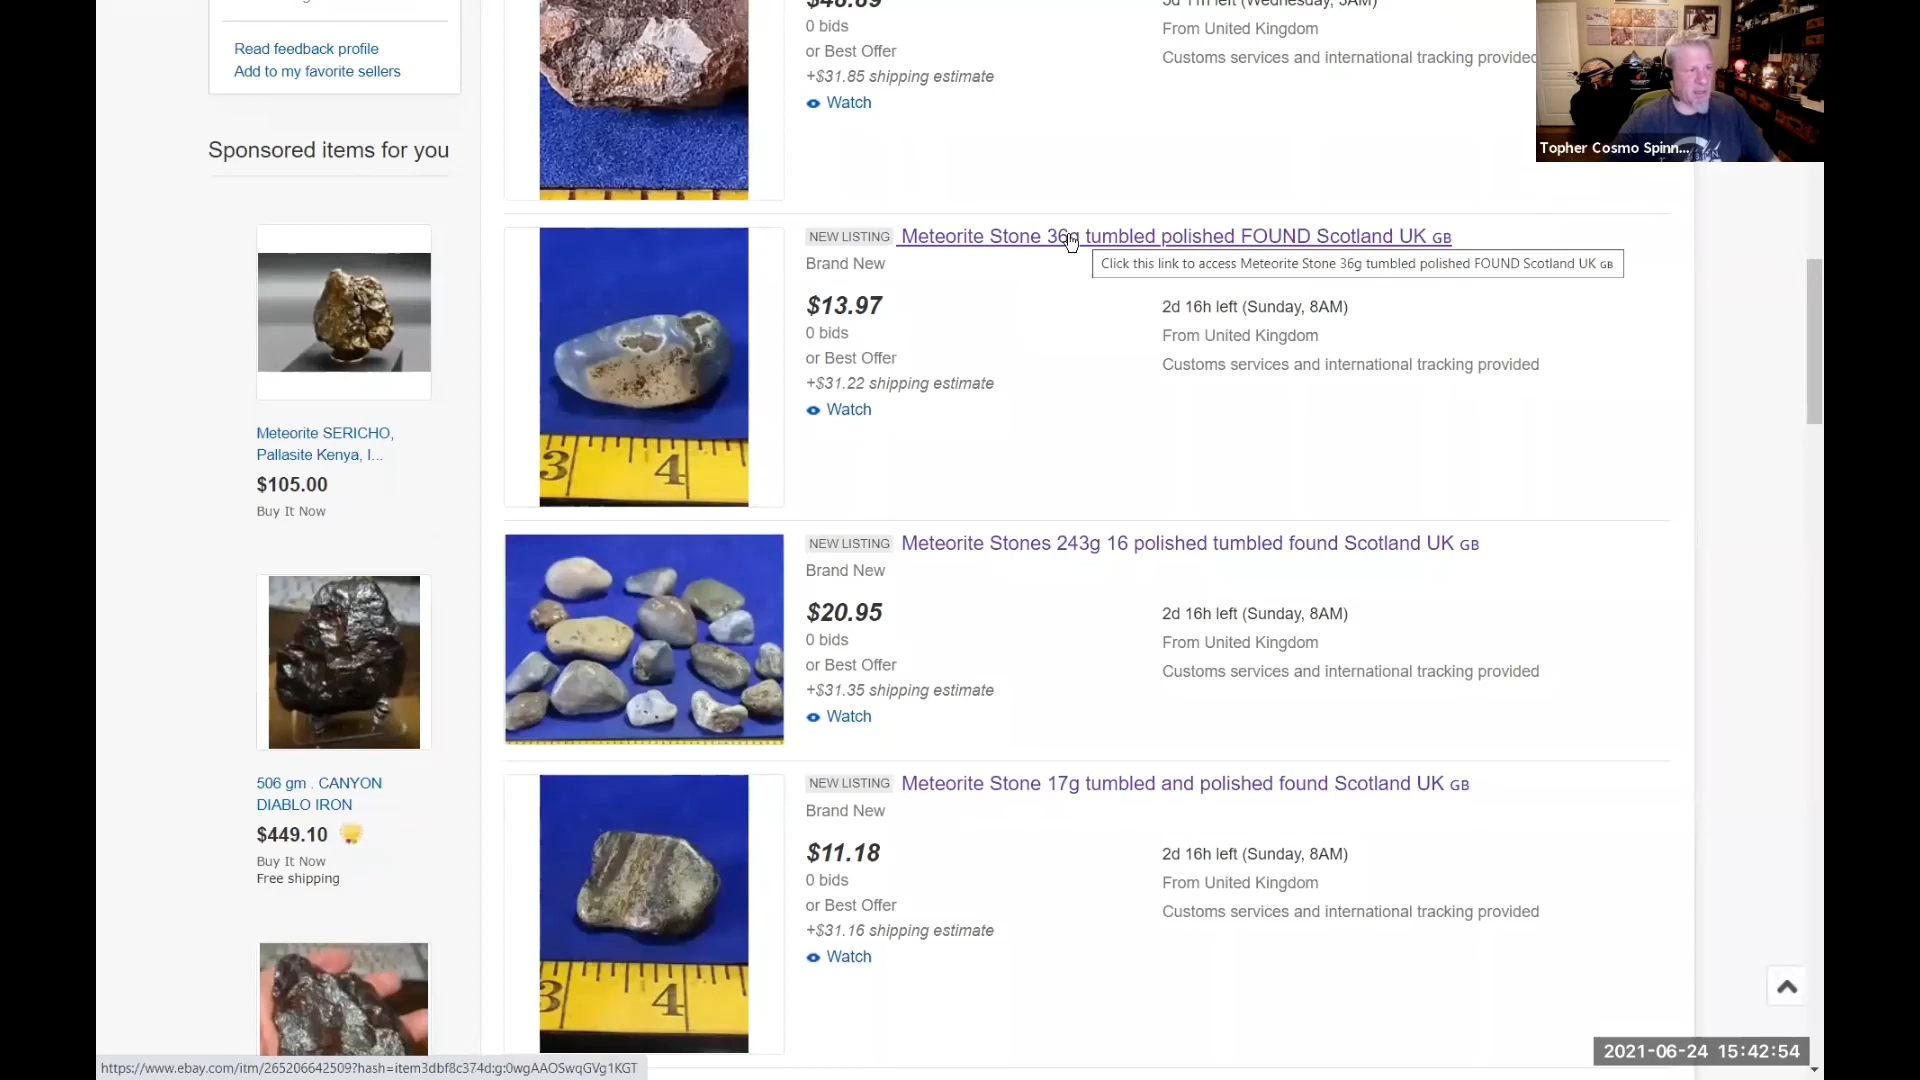 Read feedback profile
Add to my favorite sellers
Sponsored items for you
Meteorite SERICHO,
Pallasite Kenya, I...
$105.00
Buy It Now
506 gm . CANYON
DIABLO IRON
$449.10
Buy It Now
Free shipping
0 bids
or Best Offer
+$31.85 shipping estimate
Watch
From United Kingdom
Customs services and international tracking provided
Topher Cosmo Spinn...
NEW LISTING Meteorite Stone 36g tumbled polished FOUND Scotland UK GB
Brand New
Click this link to access Meteorite Stone 36g tumbled polished FOUND Scotland UK GB
$13.97
2d 16h left (Sunday, 8AM)
0 bids
From United Kingdom
or Best Offer
Customs services and international tracking provided
+$31.22 shipping estimate
Watch
3 4
NEW LISTING Meteorite Stones 243g 16 polished tumbled found Scotland UK GB
Brand New
$20.95
2d 16h left (Sunday, 8AM)
0 bids
From United Kingdom
or Best Offer
Customs services and international tracking provided
+$31.35 shipping estimate
Watch
NEW LISTING Meteorite Stone 17g tumbled and polished found Scotland UK GB
Brand New
$11.18
2d 16h left (Sunday, 8AM)
0 bids
From United Kingdom
or Best Offer
Customs services and international tracking provided
+$31.16 shipping estimate
Watch
3 4
2021-06-24 15:42:54
https://www.ebay.com/itm/265206642509?hash=item3dbf8c374d:g:0wgAAOSwqGVg1KGT